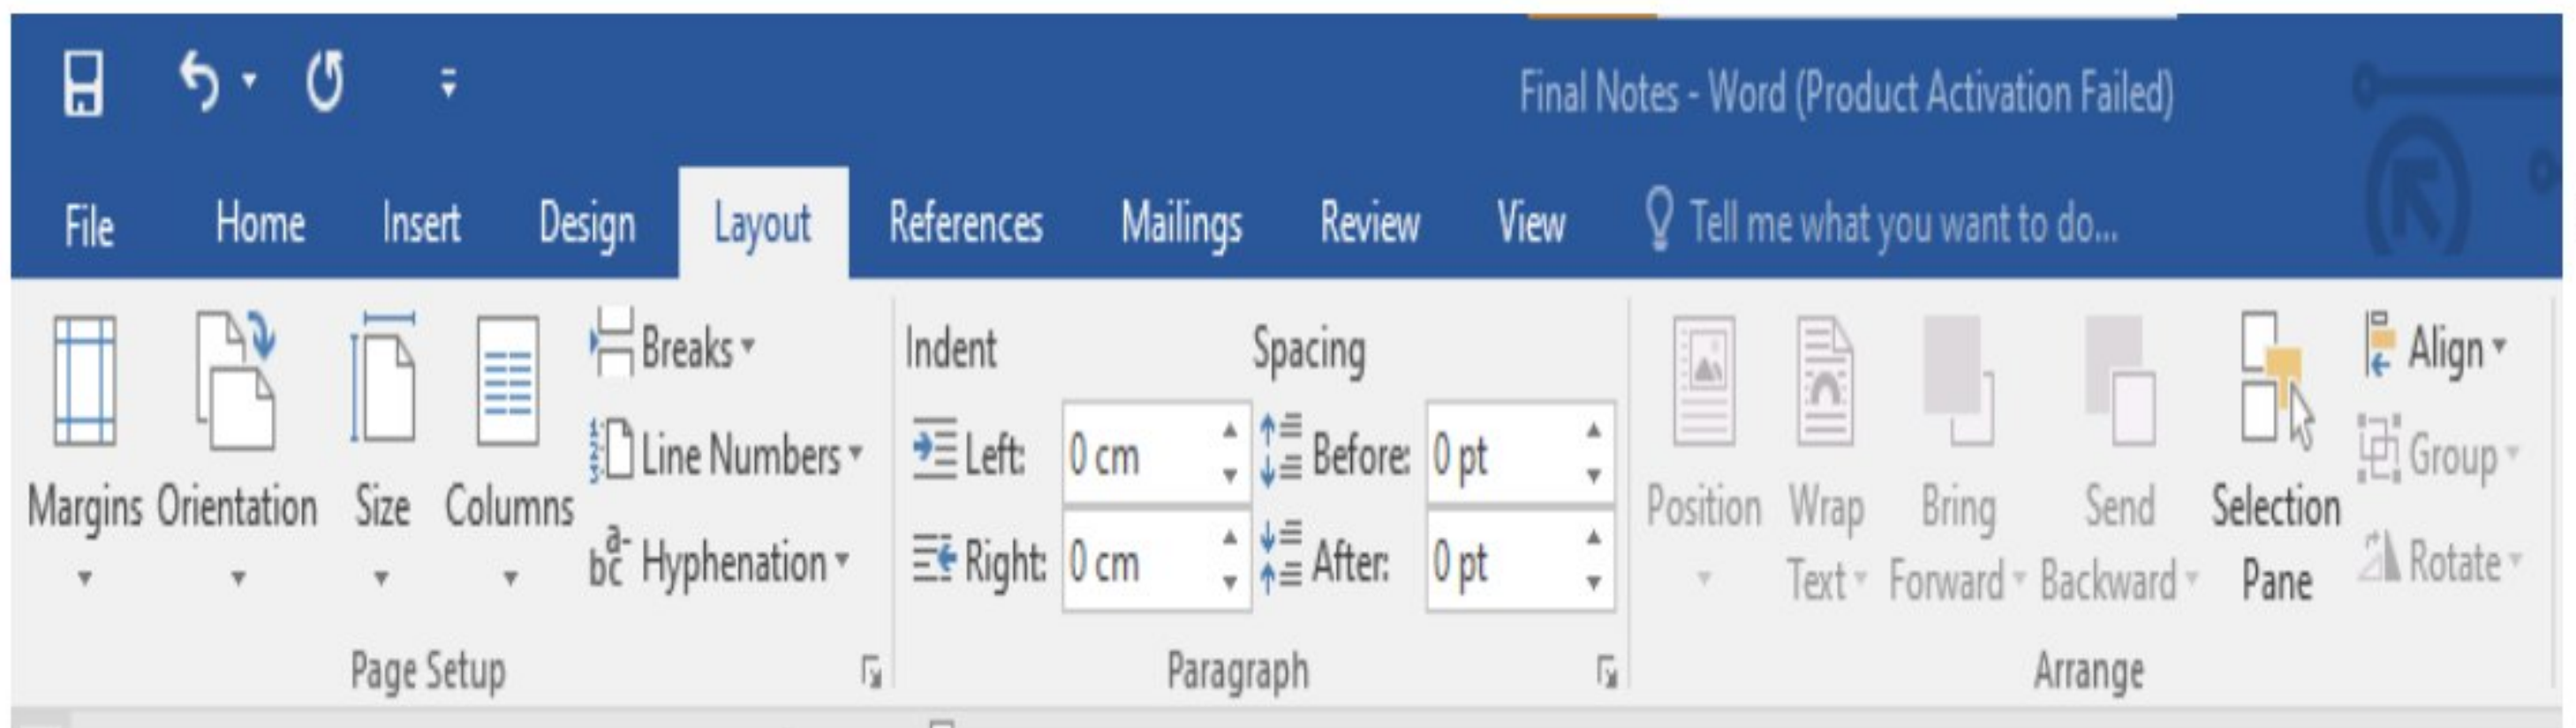 Final Notes - Word (Product Activation Failed)
File Home Insert Design Layout References Mailings Review View Tell me what you want to do...
Margins Orientation Size Columns
Breaks
Line Numbers
Hyphenation
Page Setup
Indent Spacing
Left: 0 cm Before: 0 pt
Right: 0 cm After: 0 pt
Paragraph
Position Wrap Text Bring Forward Send Backward Selection Pane
Align
Group
Rotate
Arrange